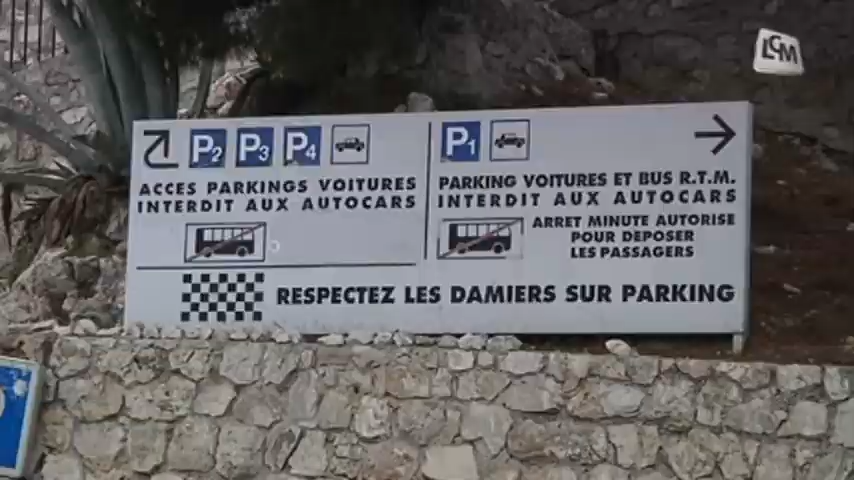 LCM
P2 P3 P4
ACCES PARKINGS VOITURES
INTERDIT AUX AUTOCARS
P1
PARKING VOITURES ET BUS R.T.M.
INTERDIT AUX AUTOCARS
ARRET MINUTE AUTORISE
POUR DEPOSER
LES PASSAGERS
RESPECTEZ LES DAMIERS SUR PARKING